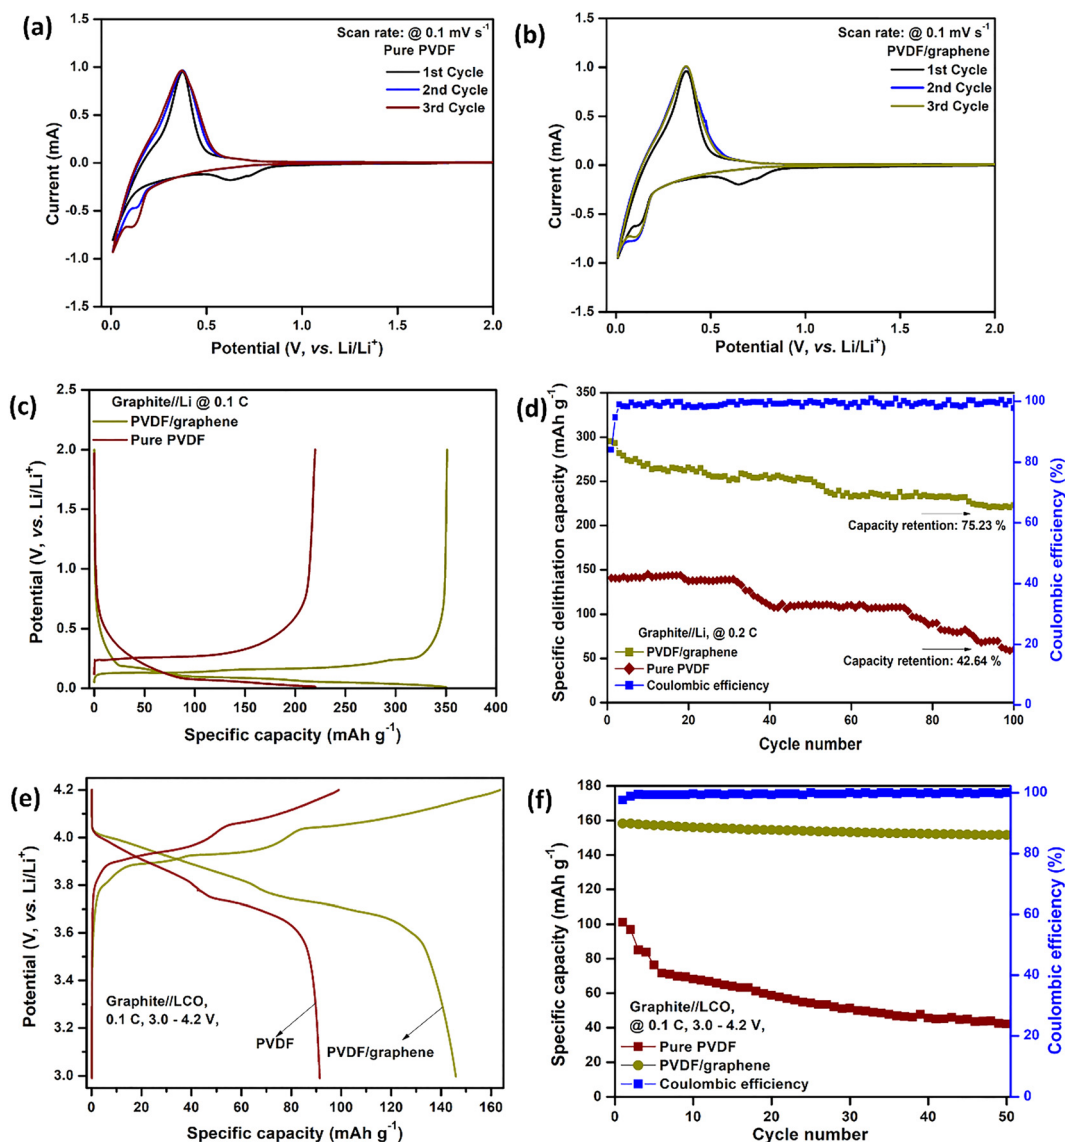 (a)
Scan rate: @ 0.1 mV s⁻¹
Pure PVDF
1st Cycle
2nd Cycle
3rd Cycle
1.5
1.0
0.5
0.0
-0.5
-1.0
-1.5
Current (mA)
0.0 0.5 1.0 1.5 2.0
Potential (V, vs. Li/Li⁺)
(b)
Scan rate: @ 0.1 mV s⁻¹
PVDF/graphene
1st Cycle
2nd Cycle
3rd Cycle
1.5
1.0
0.5
0.0
-0.5
-1.0
-1.5
Current (mA)
0.0 0.5 1.0 1.5 2.0
Potential (V, vs. Li/Li⁺)
(c)
Graphite//Li @ 0.1 C
PVDF/graphene
Pure PVDF
2.5
2.0
1.5
1.0
0.5
0.0
Potential (V, vs. Li/Li⁺)
0 50 100 150 200 250 300 350 400
Specific capacity (mAh g⁻¹)
(d)
350
300
250
200
150
100
50
0
Specific delithiation capacity (mAh g⁻¹)
Capacity retention: 75.23 %
Graphite//Li, @ 0.2 C
PVDF/graphene
Pure PVDF
Coulombic efficiency
Capacity retention: 42.64 %
100
80
60
40
20
0
Coulombic efficiency (%)
0 20 40 60 80 100
Cycle number
(e)
4.2
4.0
3.8
3.6
3.4
3.2
3.0
Potential (V, vs. Li/Li⁺)
Graphite//LCO,
0.1 C, 3.0 - 4.2 V,
PVDF
PVDF/graphene
0 20 40 60 80 100 120 140 160
Specific capacity (mAh g⁻¹)
(f)
180
160
140
120
100
80
60
40
20
0
Specific capacity (mAh g⁻¹)
Graphite//LCO,
@ 0.1 C, 3.0 - 4.2 V,
Pure PVDF
PVDF/graphene
Coulombic efficiency
100
80
60
40
20
0
Coulombic efficiency (%)
0 10 20 30 40 50
Cycle number